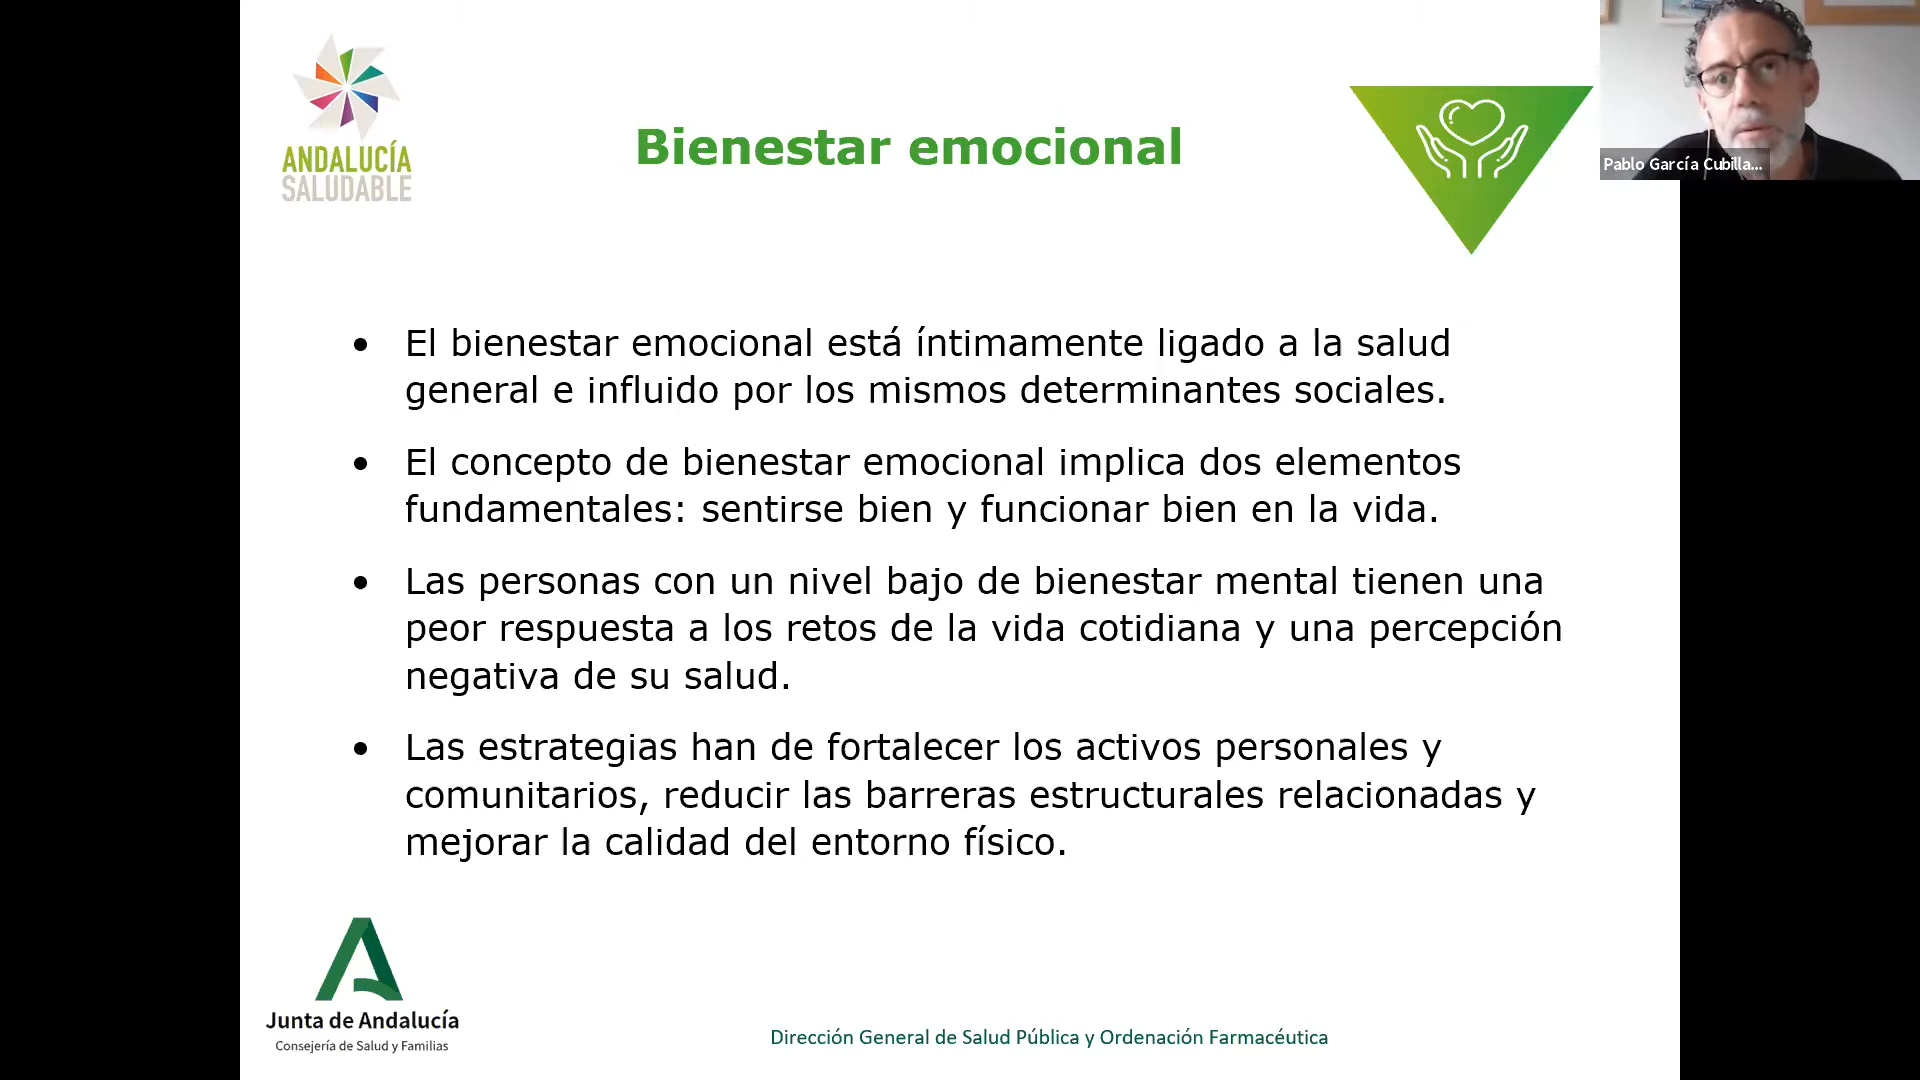 ANDALUCÍA
SALUDABLE
Bienestar emocional
Pablo García Cubilla...
• El bienestar emocional está íntimamente ligado a la salud
general e influido por los mismos determinantes sociales.
• El concepto de bienestar emocional implica dos elementos
fundamentales: sentirse bien y funcionar bien en la vida.
• Las personas con un nivel bajo de bienestar mental tienen una
peor respuesta a los retos de la vida cotidiana y una percepción
negativa de su salud.
• Las estrategias han de fortalecer los activos personales y
comunitarios, reducir las barreras estructurales relacionadas y
mejorar la calidad del entorno físico.
Junta de Andalucía
Consejería de Salud y Familias
Dirección General de Salud Pública y Ordenación Farmacéutica